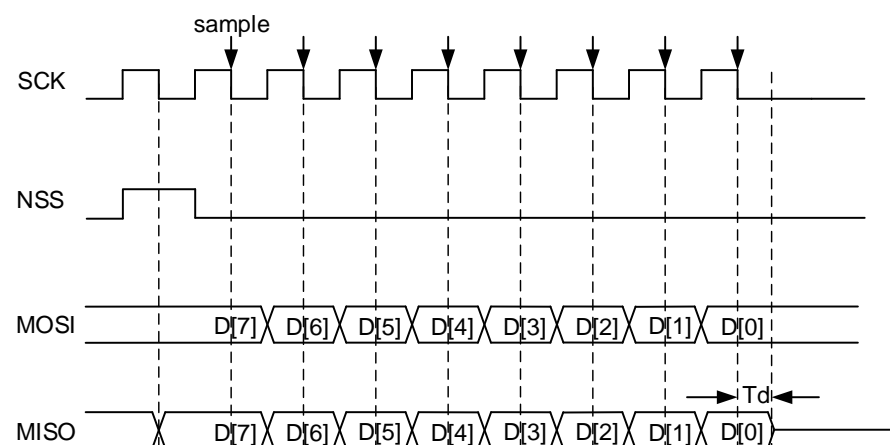 sample
SCK
NSS
MOSI D[7] D[6] D[5] D[4] D[3] D[2] D[1] D[0]
Td
MISO D[7] D[6] D[5] D[4] D[3] D[2] D[1] D[0]